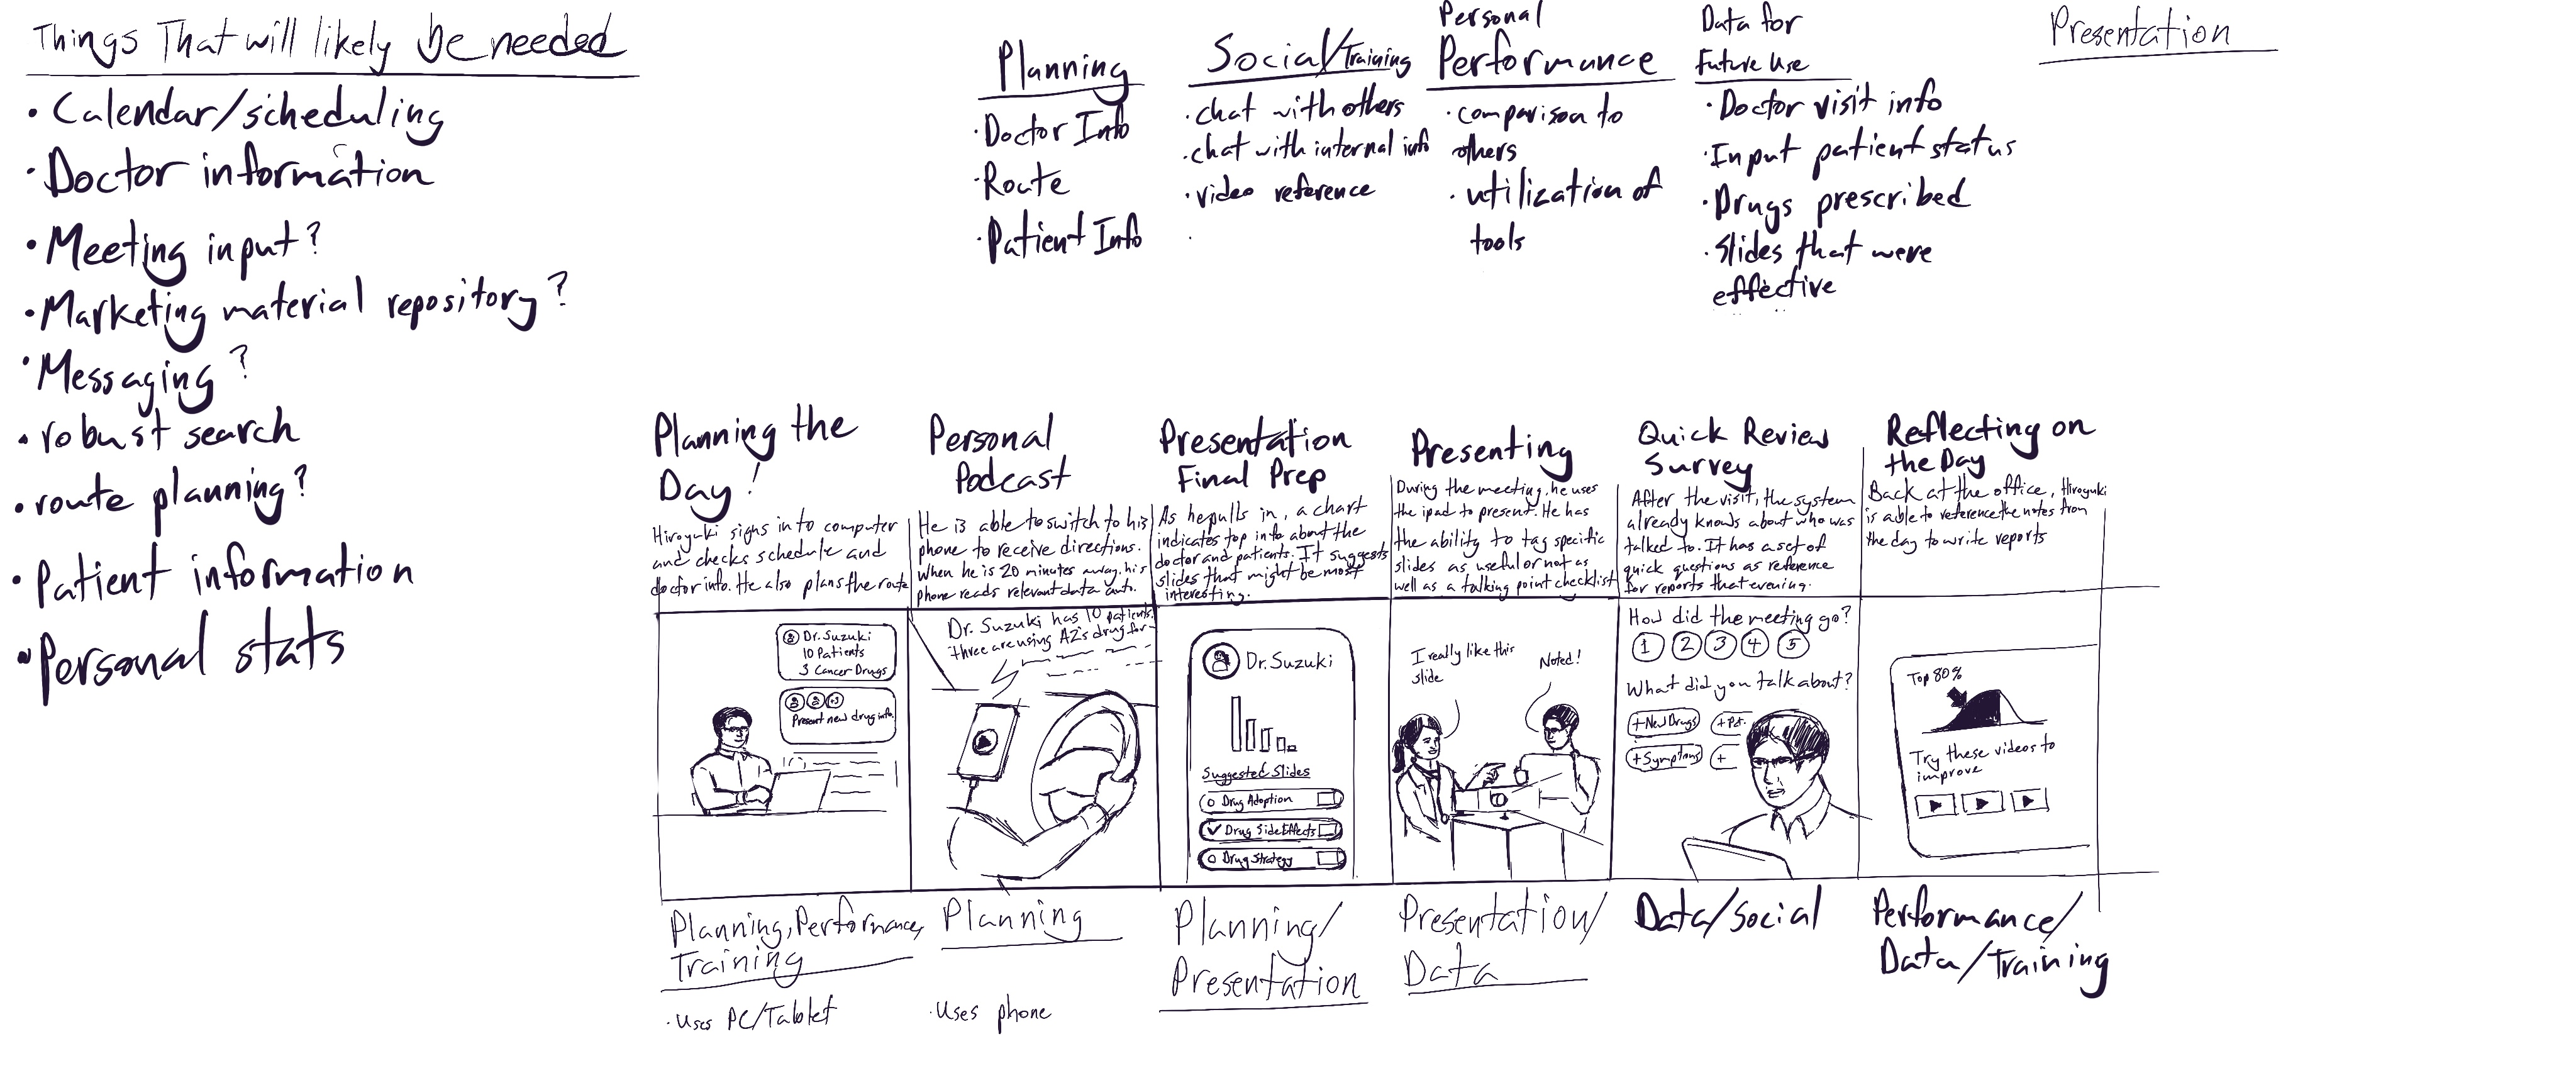 Things That will likely be needed
• Calendar/scheduling
• Doctor information
• Meeting input?
• Marketing material repository?
• Messaging?
• robust search
• route planning?
• Patient information
• Personal stats
Planning
• Doctor Info
• Route
• Patient Info
Social/Training
• chat with others
• chat with internal info
• video reference
Personal
Performance
• comparison to
others
• utilization of
tools
Data for
Future Use
• Doctor visit info
• Input patient status
• Drugs prescribed
• Slides that were
effective
Presentation
Planning the
Day!
Hiroyuki signs into computer
and checks schedule and
doctor info. He also plans the route
Dr. Suzuki
10 Patients
3 Cancer Drugs
+3
Present new drug info.
Planning, Performance,
Training
• Uses PC/Tablet
Personal
Podcast
He is able to switch to his
phone to receive directions.
When he is 20 minutes away, his
phone reads relevant data auto.
Dr. Suzuki has 10 patients.
three are using AZ's drug for-
Planning
• Uses phone
Presentation
Final Prep
As he pulls in, a chart
indicates top info about the
doctor and patients. It suggests
slides that might be most
interesting.
Dr. Suzuki
Suggested Slides
Drug Adoption
Drug Side Effects
Drug Strategy
Planning/
Presentation
Presenting
During the meeting, he uses
the ipad to present. He has
the ability to tag specific
slides as useful or not as
well as a talking point checklist
I really like this
slide
Noted!
Presentation/
Data
Quick Review
Survey
After the visit, the system
already knows about who was
talked to. It has a set of
quick questions as reference
for reports that evening.
How did the meeting go?
1 2 3 4 5
What did you talk about?
+New Drugs +Pt.
+Symptoms +
Data/Social
Reflecting on
the Day
Back at the office, Hiroyuki
is able to reference the notes from
the day to write reports
Top 80%
Try these videos to
improve
Performance/
Data/Training